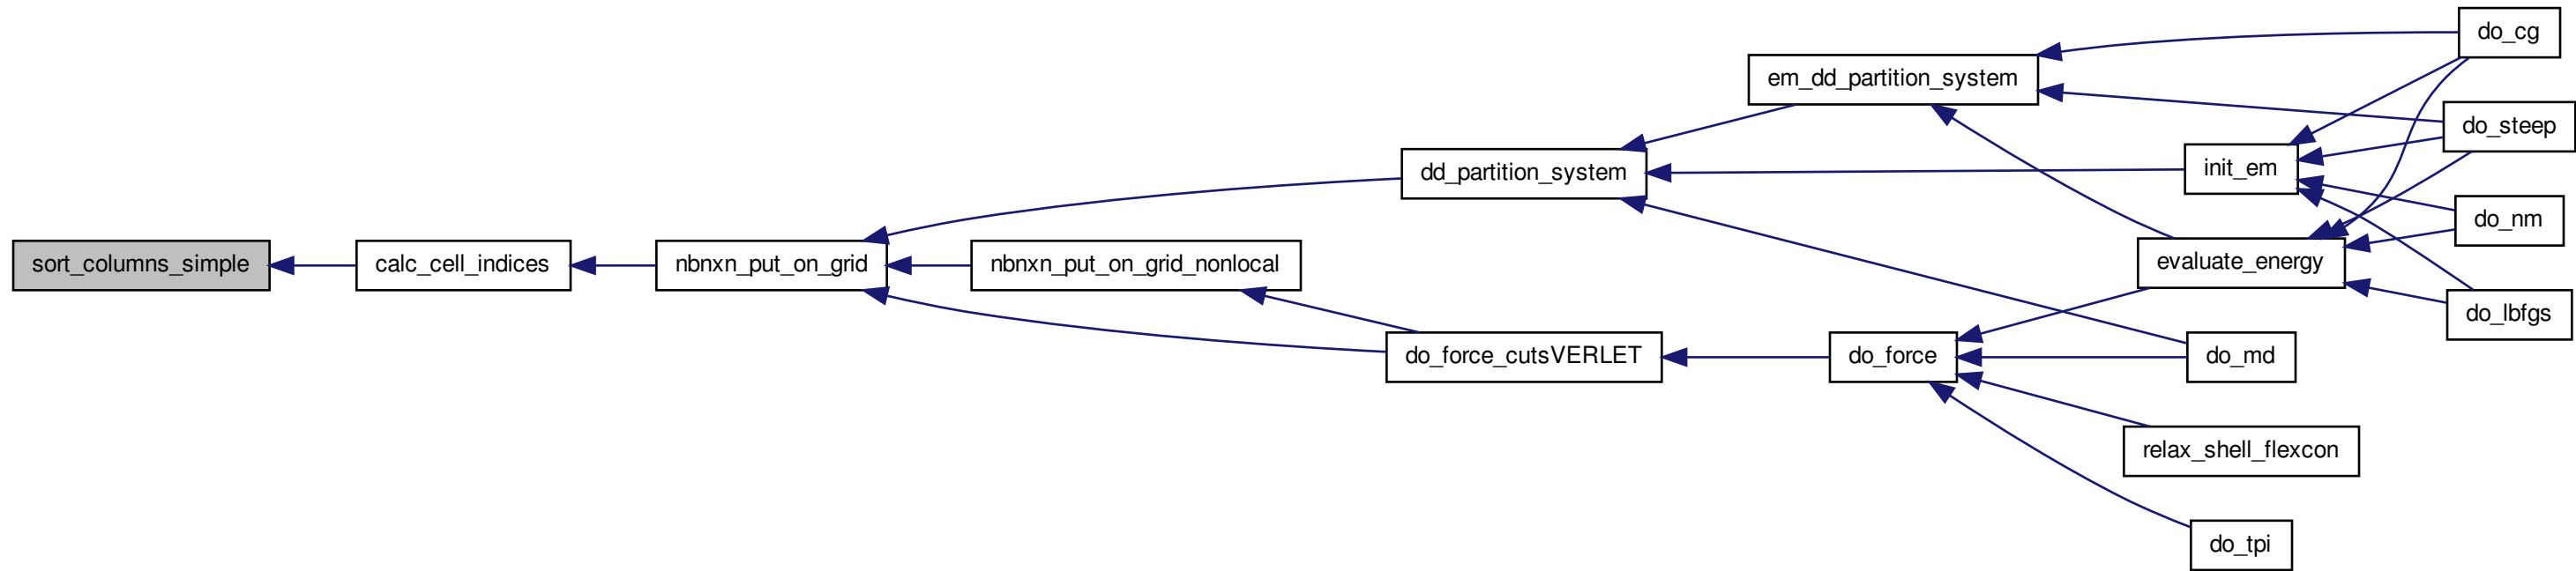 sort_columns_simple
calc_cell_indices
nbnxn_put_on_grid
nbnxn_put_on_grid_nonlocal
dd_partition_system
do_force_cutsVERLET
em_dd_partition_system
do_force
init_em
evaluate_energy
do_md
relax_shell_flexcon
do_tpi
do_cg
do_steep
do_nm
do_lbfgs